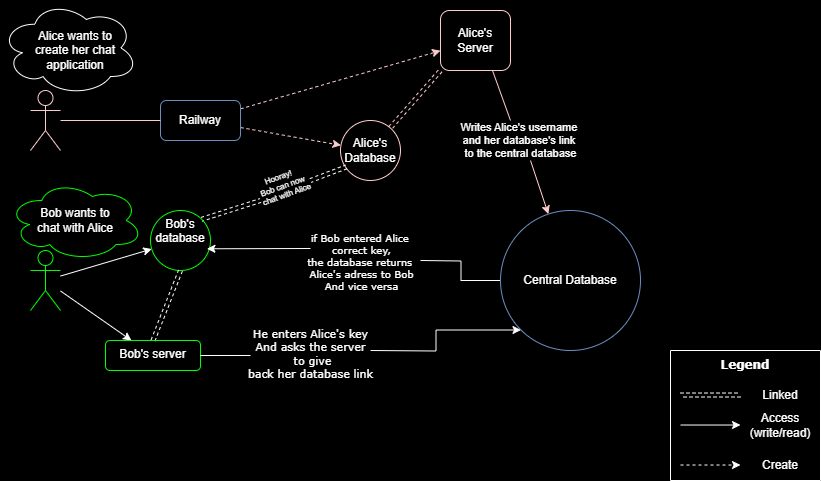 Alice wants to
create her chat
application
Alice's
Server
Railway
Alice's
Database
Writes Alice's username
and her database's link
to the central database
Hooray!
Bob can now
chat with Alice
Bob wants to
chat with Alice
Bob's
database
if Bob entered Alice
correct key,
the database returns
Alice's adress to Bob
And vice versa
Central Database
Bob's server
He enters Alice's key
And asks the server
to give
back her database link
Legend
Linked
Access
(write/read)
Create